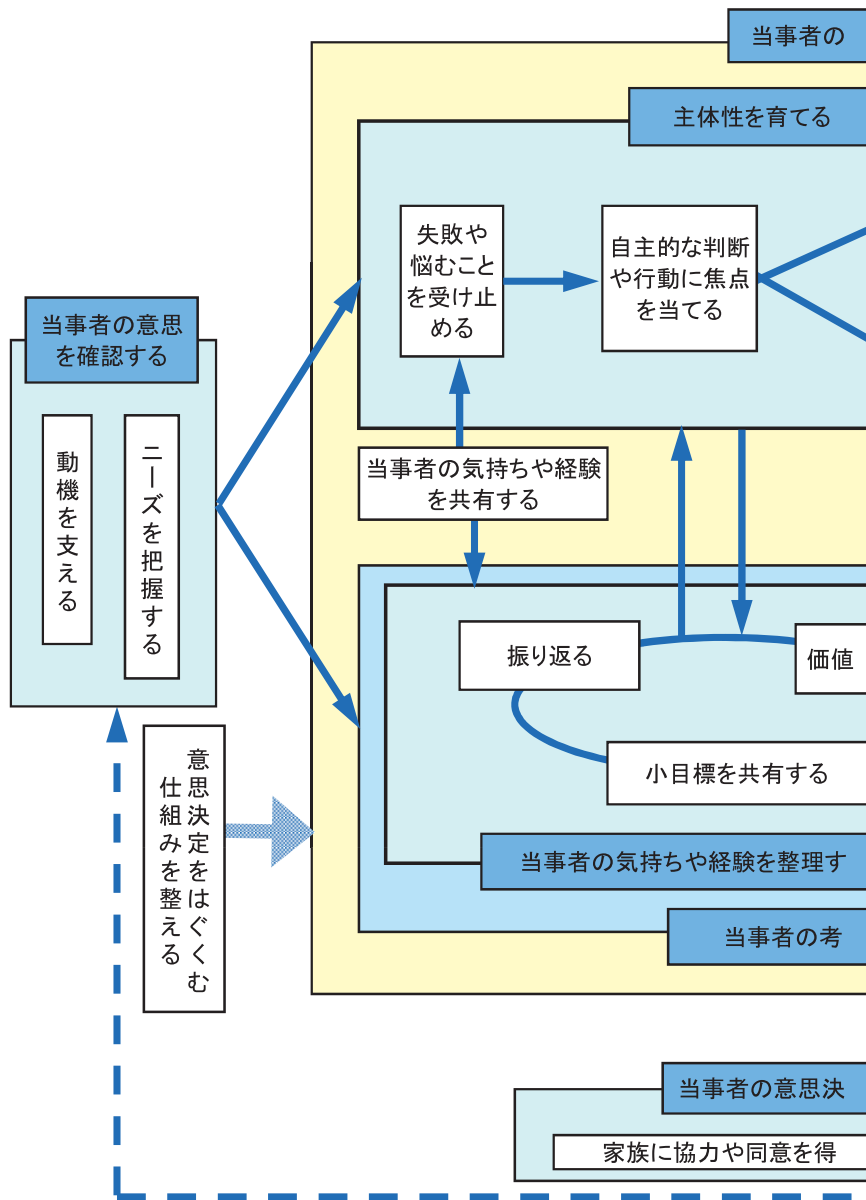 当事者の
主体性を育てる
失敗や
悩むこと
を受け止
める
自主的な判断
や行動に焦点
を当てる
当事者の意思
を確認する
動機を支える
ニーズを把握する
当事者の気持ちや経験
を共有する
振り返る
価値
小目標を共有する
意思決定をはぐくむ
仕組みを整える
当事者の気持ちや経験を整理す
当事者の考
当事者の意思決
家族に協力や同意を得